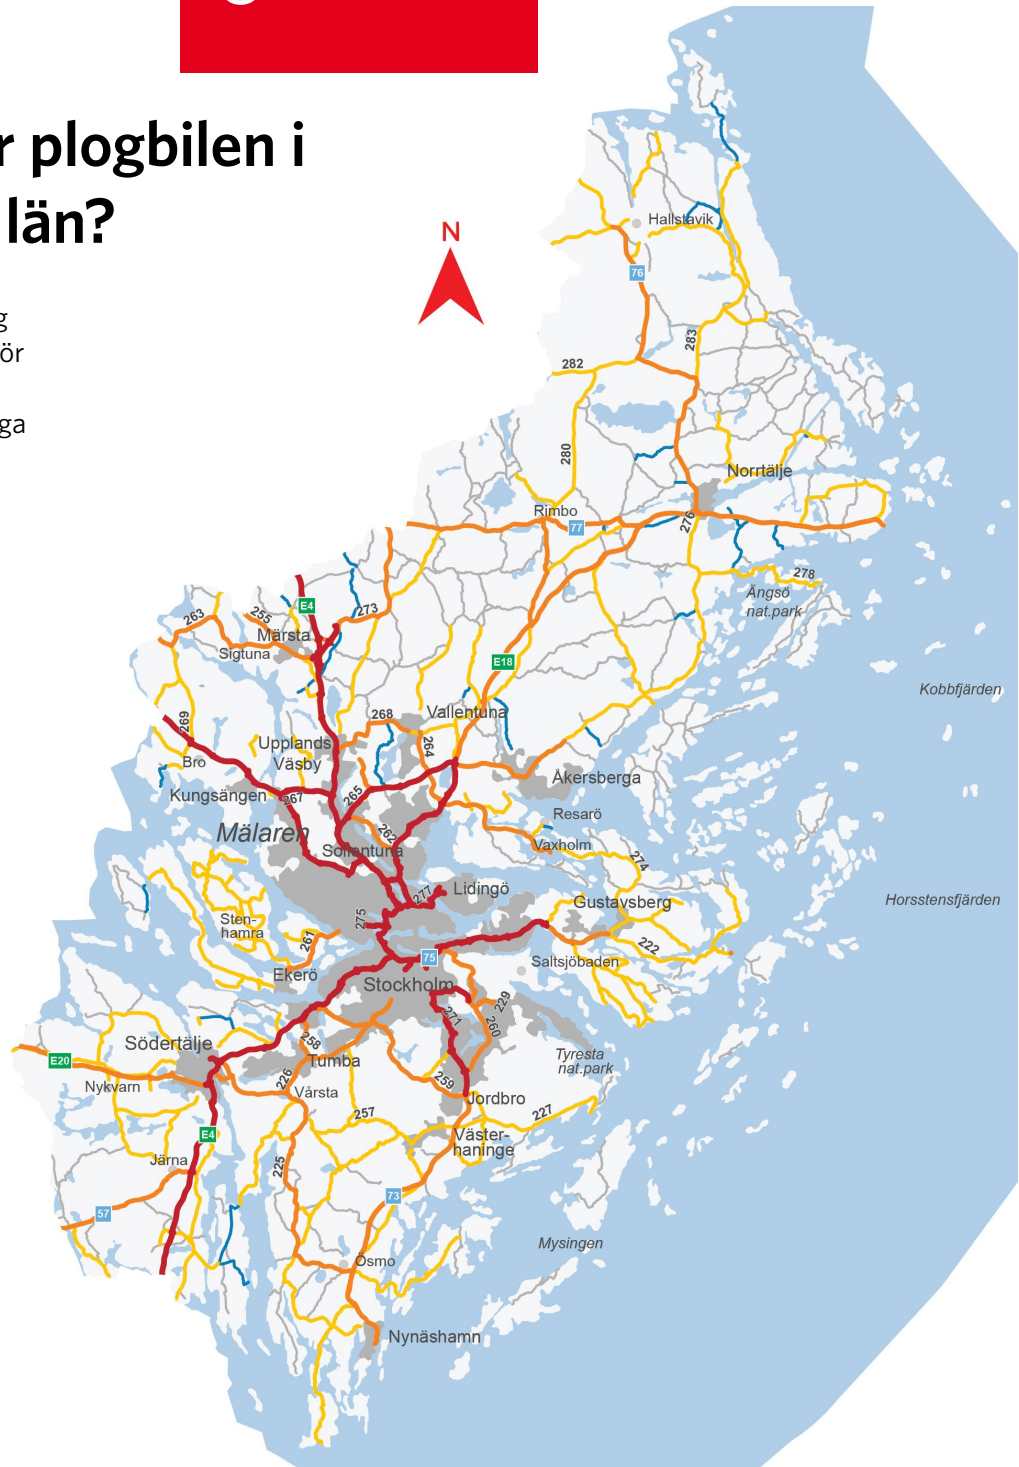 r plogbilen i
län?
g
ör
ga
N
Hallstavik
76
283
282
280
Norrtälje
Rimbo
77
276
278
Ängsö
nat.park
E4
273
263
255
Märsta
Sigtuna
E18
Kobbfjärden
269
268
Vallentuna
264
Upplands
Väsby
Bro
Kungsängen
267
265
Åkersberga
Resarö
Mälaren
262
Sollentuna
Vaxholm
274
277
Lidingö
Gustavsberg
Horsstensfjärden
275
Sten-
hamra
261
222
Ekerö
75
Saltsjöbaden
Stockholm
229
271
260
Södertälje
258
Tumba
Tyresta
nat.park
E20
Nykvarn
226
Vårsta
259
Jordbro
257
227
E4
Väster-
haninge
Järna
225
57
73
Mysingen
Ösmo
Nynäshamn